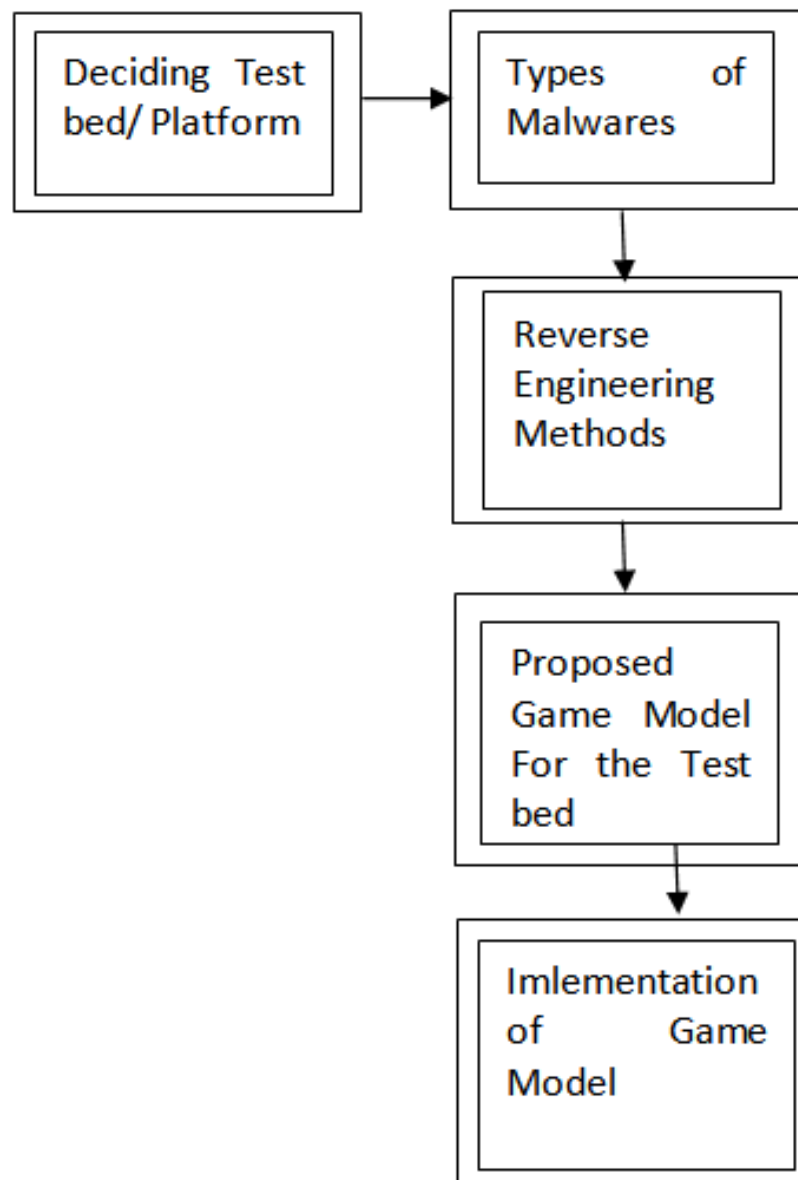 Deciding Test
bed/ Platform
Types of
Malwares
Reverse
Engineering
Methods
Proposed
Game Model
For the Test
bed
Imlementation
of Game
Model